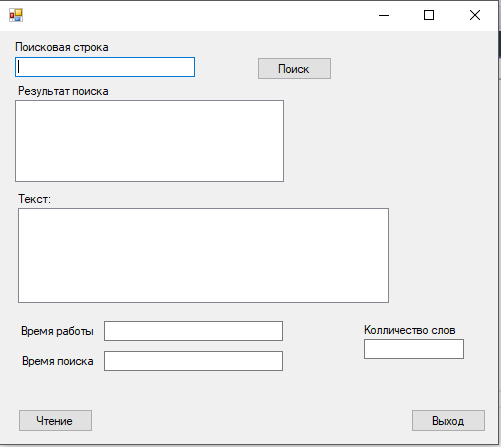 Поисковая строка
Поиск
Результат поиска
Текст:
Время работы
Колличество слов
Время поиска
Чтение
Выход